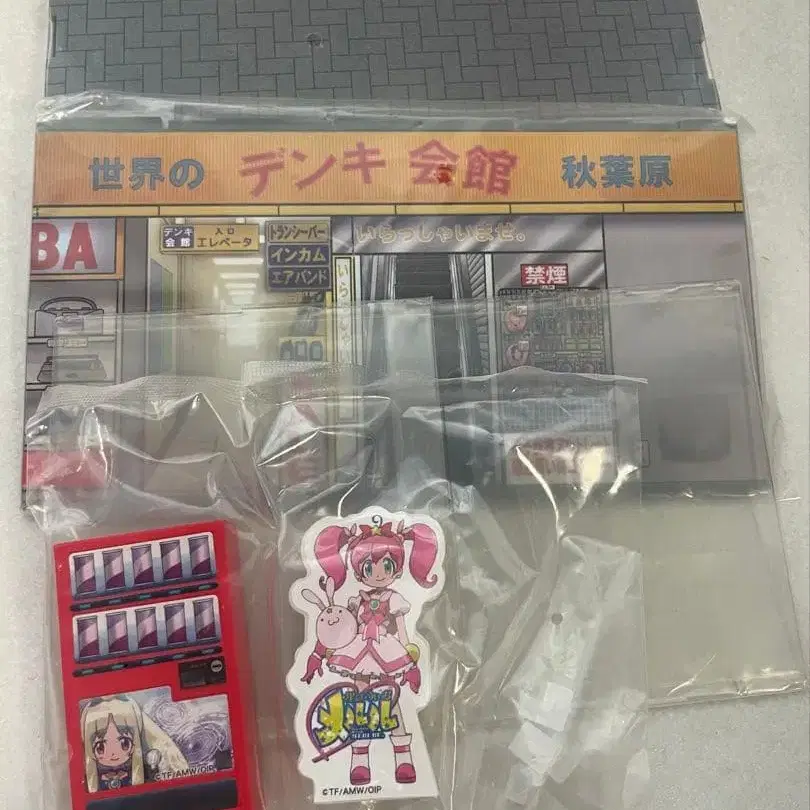 世界の デンキ 会館 秋葉原
BA
デンキ
会館
入口
エレベータ
トランシーバー
インカム
エアバンド
いらっしゃいませ。
禁煙
©TF/AMW/OIP
©TF/AMW/OIP